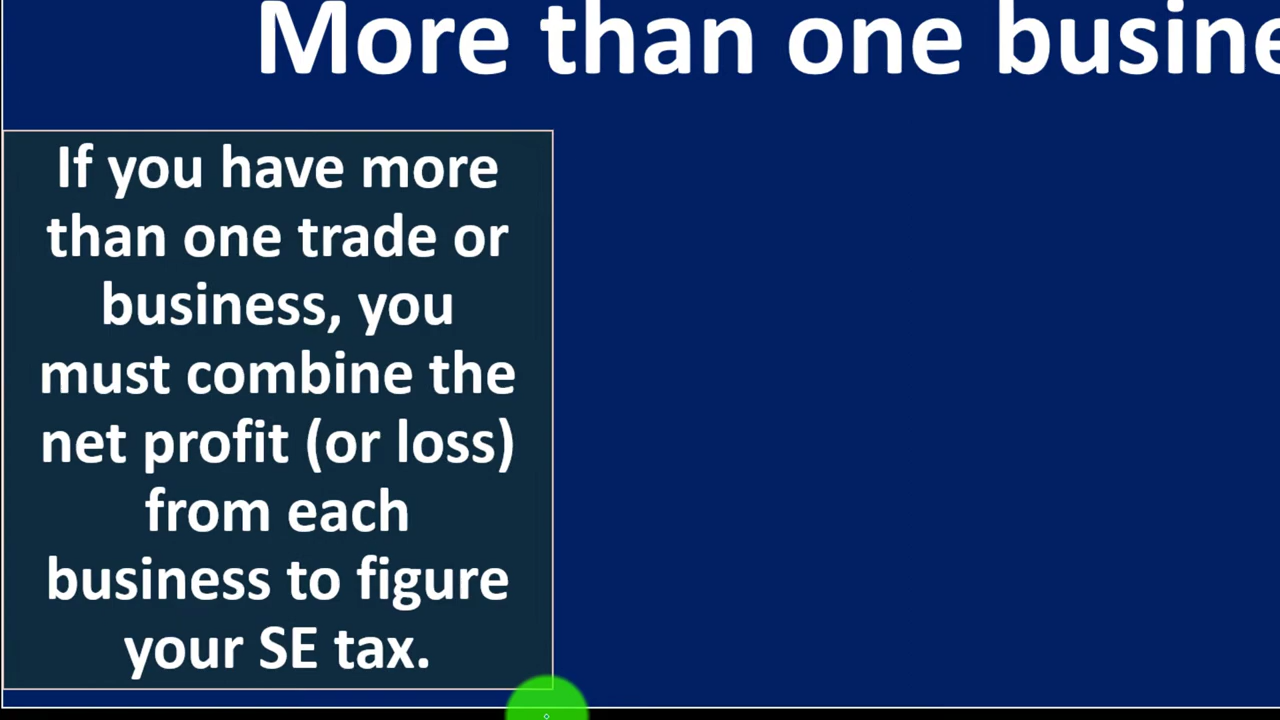 More than one busine
If you have more
than one trade or
business, you
must combine the
net profit (or loss)
from each
business to figure
your SE tax.